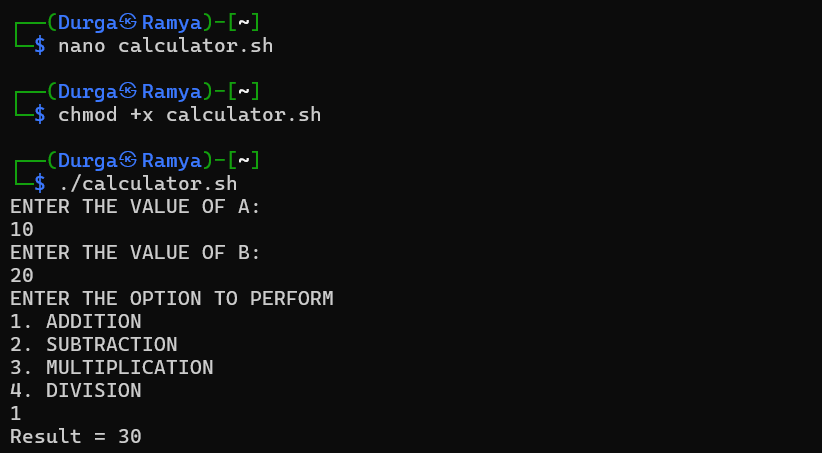 ┌──(Durga㉿Ramya)-[~]
└─$ nano calculator.sh
┌──(Durga㉿Ramya)-[~]
└─$ chmod +x calculator.sh
┌──(Durga㉿Ramya)-[~]
└─$ ./calculator.sh
ENTER THE VALUE OF A:
10
ENTER THE VALUE OF B:
20
ENTER THE OPTION TO PERFORM
1. ADDITION
2. SUBTRACTION
3. MULTIPLICATION
4. DIVISION
1
Result = 30